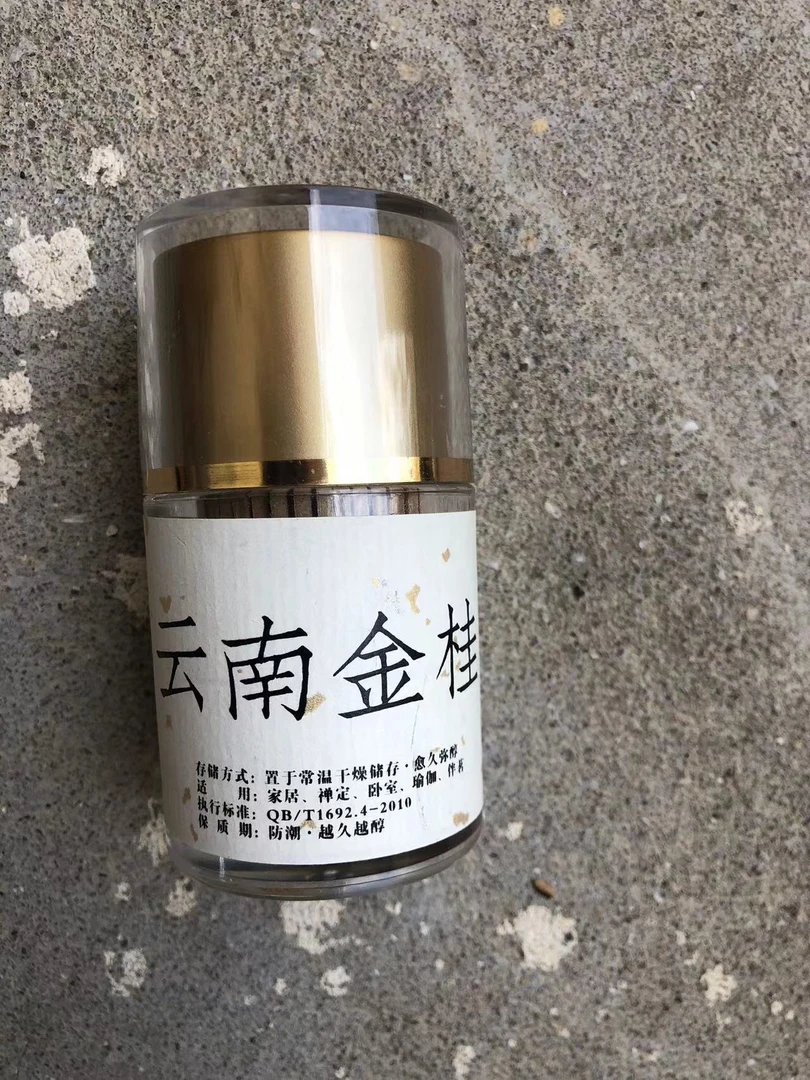 云南金桂
存储方式：置于常温干燥储存·愈久弥醇
适 用：家居、禅定、卧室、瑜伽、伴茗
执行标准：QB/T1692.4-2010
保 质 期：防潮·越久越醇